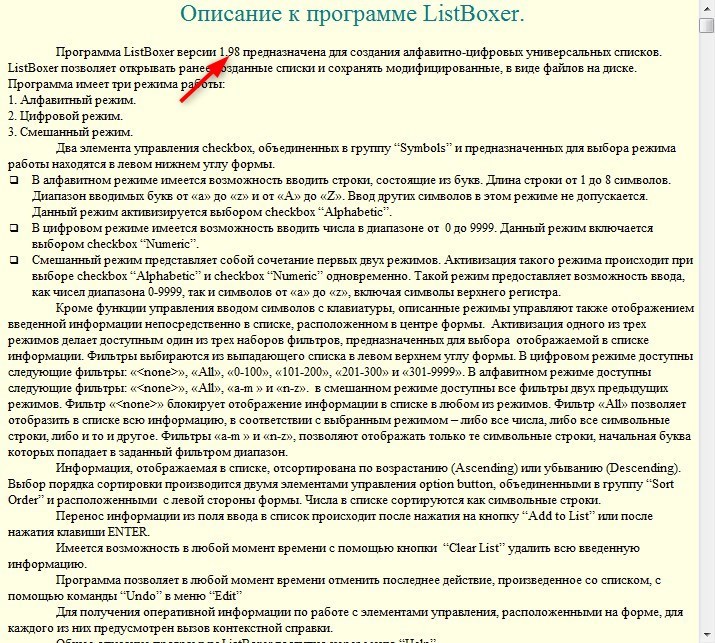 Описание к программе ListBoxer.
Программа ListBoxer версии 1.98 предназначена для создания алфавитно-цифровых универсальных списков.
ListBoxer позволяет открывать ранее созданные списки и сохранять модифицированные, в виде файлов на диске.
Программа имеет три режима работы:
1. Алфавитный режим.
2. Цифровой режим.
3. Смешанный режим.
Два элемента управления checkbox, объединенных в группу “Symbols” и предназначенных для выбора режима
работы находятся в левом нижнем углу формы.
❑ В алфавитном режиме имеется возможность вводить строки, состоящие из букв. Длина строки от 1 до 8 символов.
Диапазон вводимых букв от «a» до «z» и от «A» до «Z». Ввод других символов в этом режиме не допускается.
Данный режим активизируется выбором checkbox “Alphabetic”.
❑ В цифровом режиме имеется возможность вводить числа в диапазоне от 0 до 9999. Данный режим включается
выбором checkbox “Numeric”.
❑ Смешанный режим представляет собой сочетание первых двух режимов. Активизация такого режима происходит при
выборе checkbox “Alphabetic” и checkbox “Numeric” одновременно. Такой режим предоставляет возможность ввода,
как чисел диапазона 0-9999, так и символов от «a» до «z», включая символы верхнего регистра.
Кроме функции управления вводом символов с клавиатуры, описанные режимы управляют также отображением
введенной информации непосредственно в списке, расположенном в центре формы. Активизация одного из трех
режимов делает доступным один из трех наборов фильтров, предназначенных для выбора отображаемой в списке
информации. Фильтры выбираются из выпадающего списка в левом верхнем углу формы. В цифровом режиме доступны
следующие фильтры: «<none>», «All», «0-100», «101-200», «201-300» и «301-9999». В алфавитном режиме доступны
следующие фильтры: «<none>», «All», «a-m » и «n-z». в смешанном режиме доступны все фильтры двух предыдущих
режимов. Фильтр «<none>» блокирует отображение информации в списке в любом из режимов. Фильтр «All» позволяет
отобразить в списке всю информацию, в соответствии с выбранным режимом – либо все числа, либо все символьные
строки, либо и то и другое. Фильтры «a-m » и «n-z», позволяют отображать только те символьные строки, начальная буква
которых попадает в заданный фильтром диапазон.
Информация, отображаемая в списке, отсортирована по возрастанию (Ascending) или убыванию (Descending).
Выбор порядка сортировки производится двумя элементами управления option button, объединенными в группу “Sort
Order” и расположенными с левой стороны формы. Числа в списке сортируются как символьные строки.
Перенос информации из поля ввода в список происходит после нажатия на кнопку “Add to List” или после
нажатия клавиши ENTER.
Имеется возможность в любой момент времени с помощью кнопки “Clear List” удалить всю введенную
информацию.
Программа позволяет в любой момент времени отменить последнее действие, произведенное со списком, с
помощью команды “Undo” в меню “Edit”
Для получения оперативной информации по работе с элементами управления, расположенными на форме, для
каждого из них предусмотрен вызов контекстной справки.